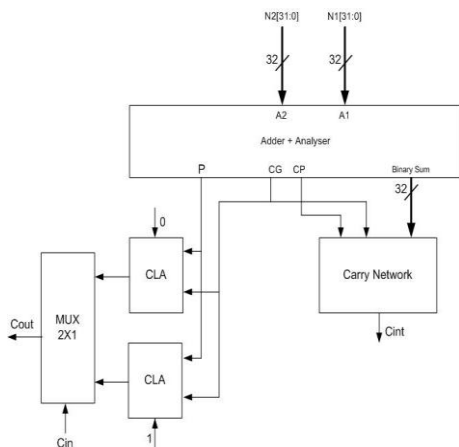 N2[31:0] N1[31:0]
32 32
A2 A1
Adder + Analyser
P CG CP Binary Sum
32
0
CLA
Carry Network
MUX
2X1
Cout
Cint
CLA
Cin
1